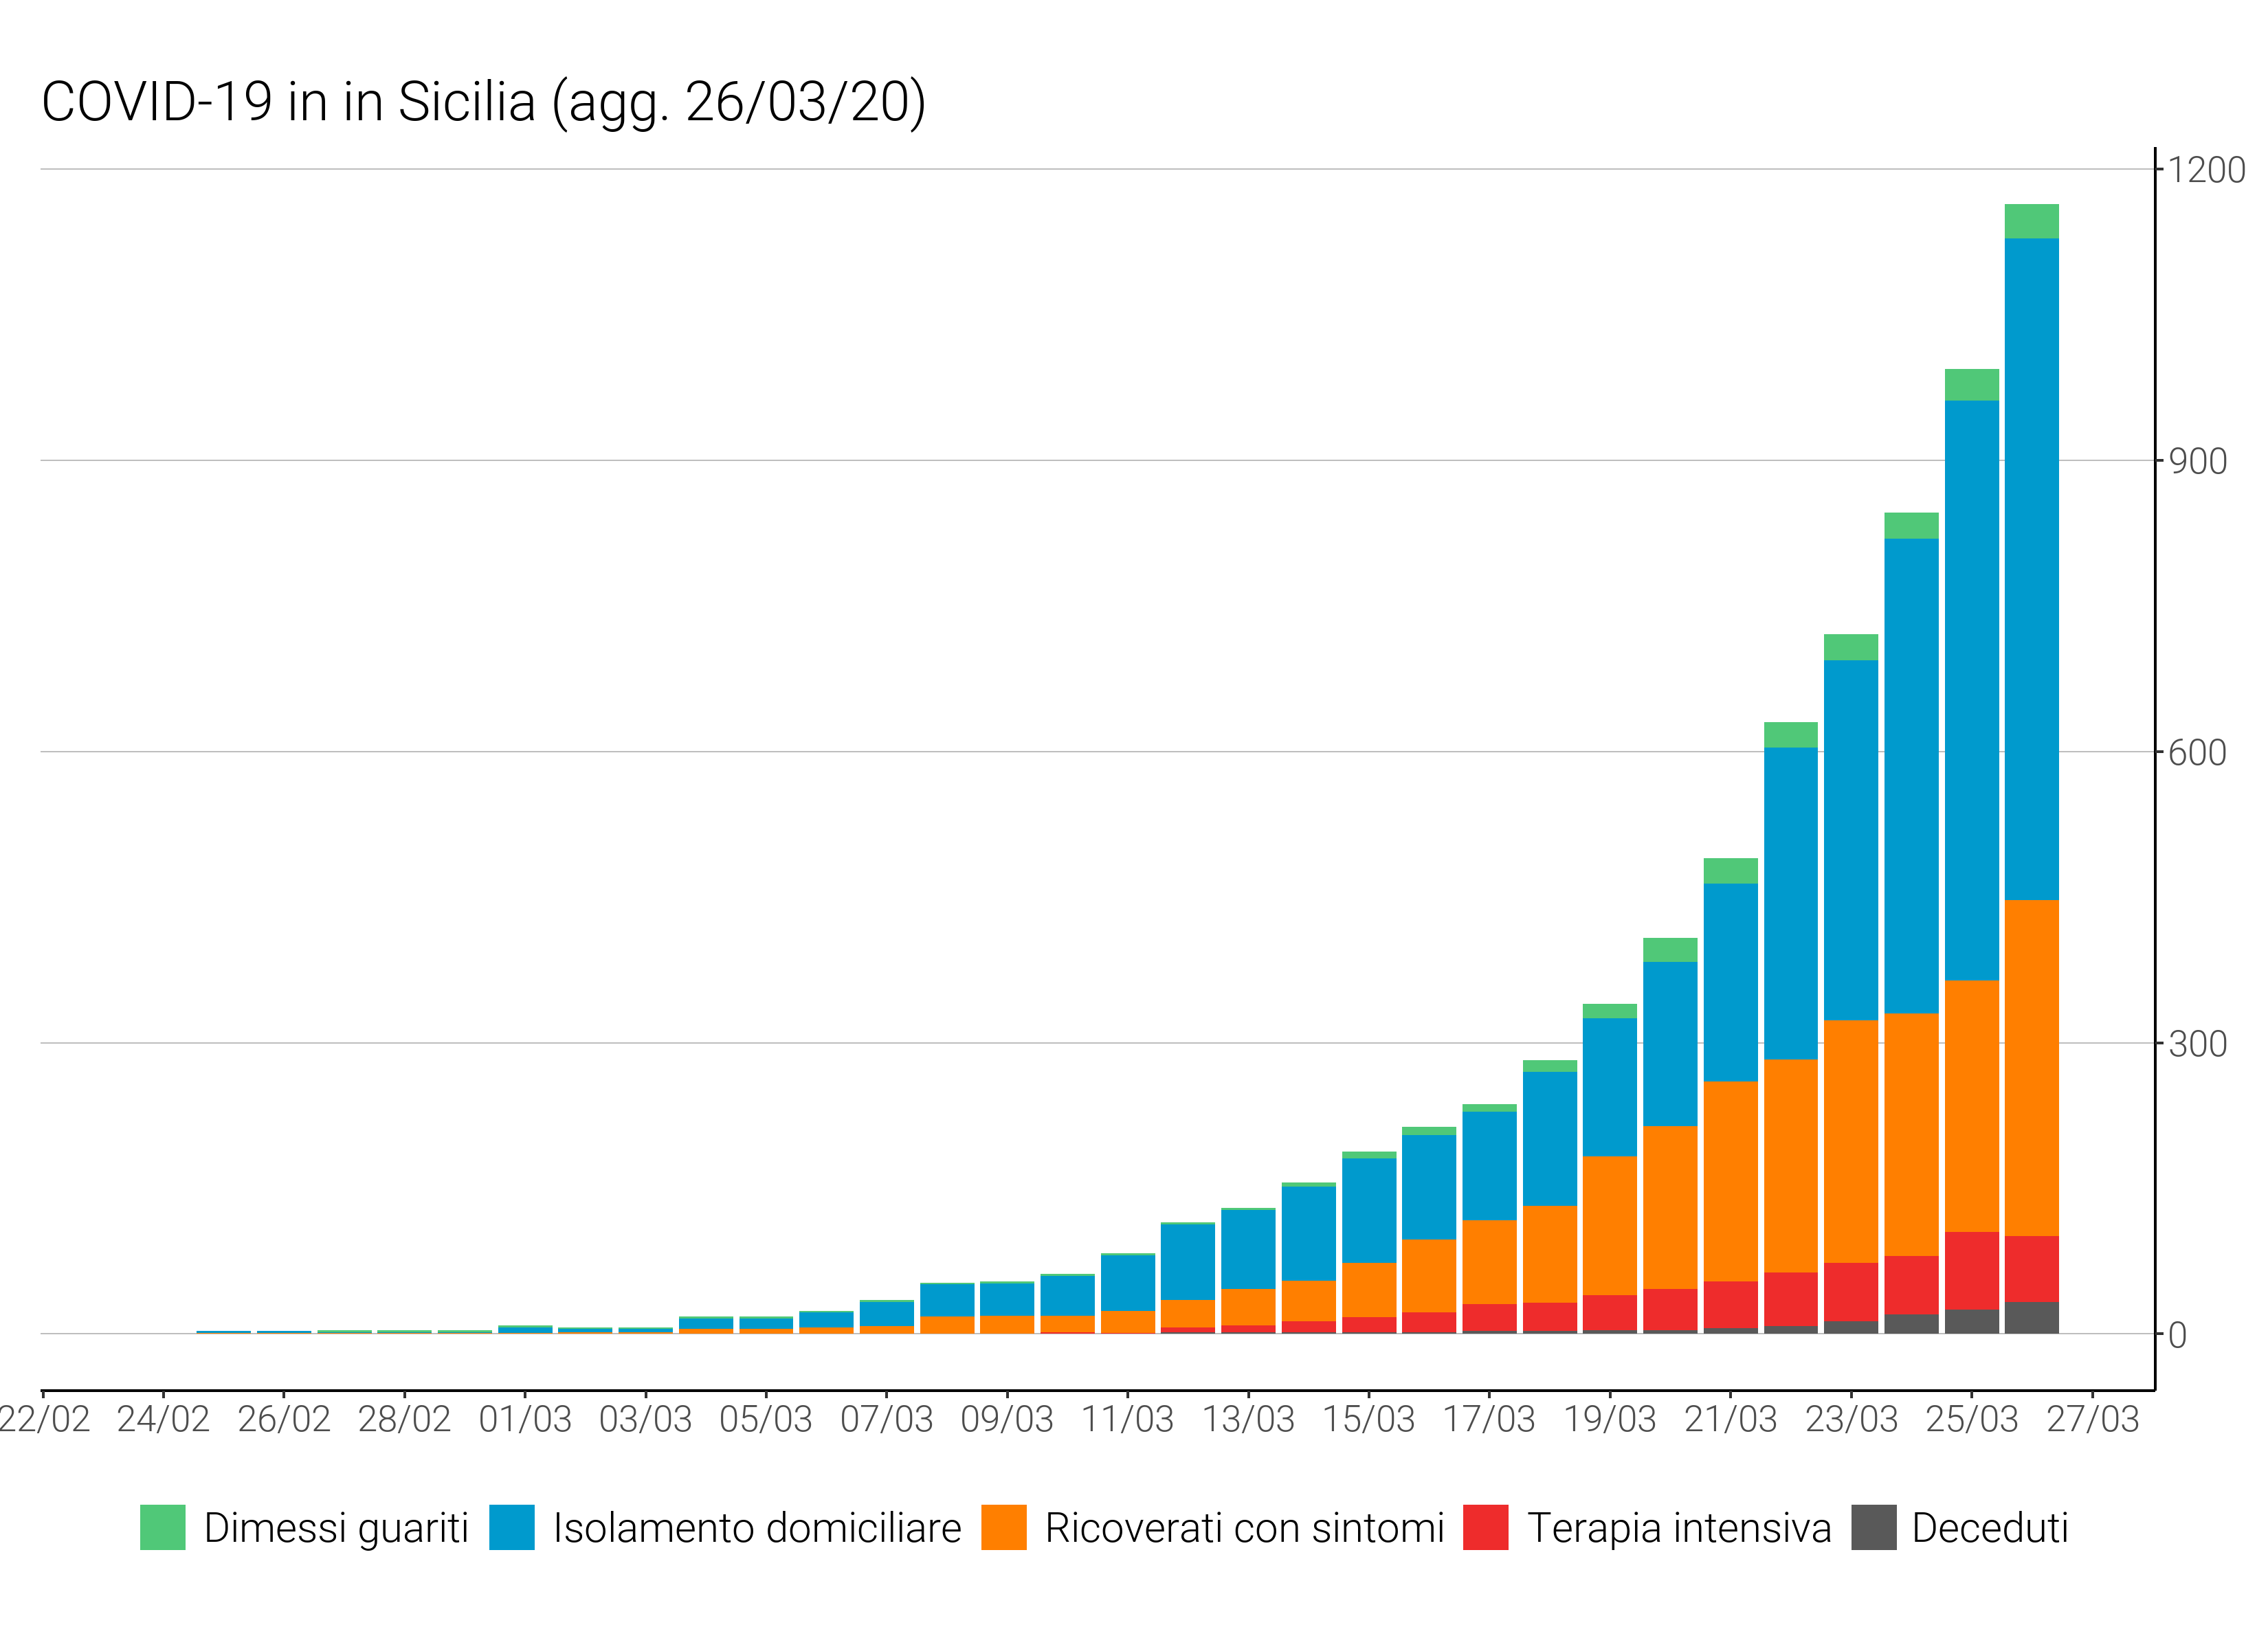 COVID-19 in in Sicilia (agg. 26/03/20)
1200
900
600
300
0
22/02 24/02 26/02 28/02 01/03 03/03 05/03 07/03 09/03 11/03 13/03 15/03 17/03 19/03 21/03 23/03 25/03 27/03
Dimessi guariti Isolamento domiciliare Ricoverati con sintomi Terapia intensiva Deceduti